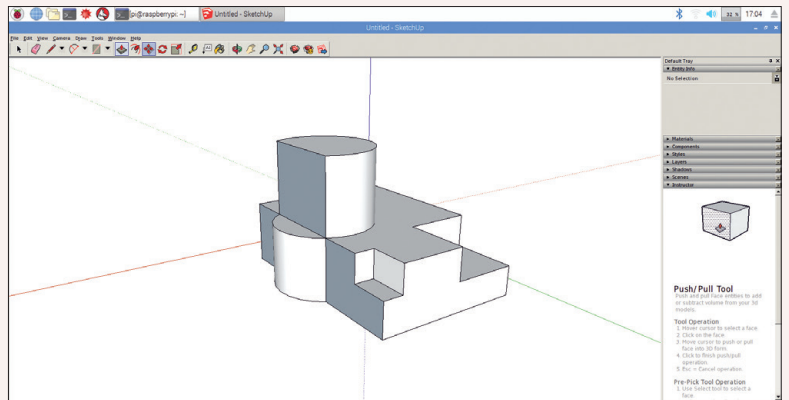 pi@raspberrypi: ~]
Untitled - SketchUp
32 %
17:04
Untitled - SketchUp
File Edit View Camera Draw Tools Window Help
Default Tray
Entity Info
No Selection
Materials
Components
Styles
Layers
Shadows
Scenes
Instructor
Push/Pull Tool
Push and pull face entities to add
or subtract volume from your 3D
models.
Tool Operation
1. Hover cursor to select a face
2. Click on the face.
3. Move cursor to push or pull
face into 3D form.
4. Click to finish push/pull
operation.
5. Esc = Cancel operation.
Pre-Pick Tool Operation
1. Use Select tool to select a
face.